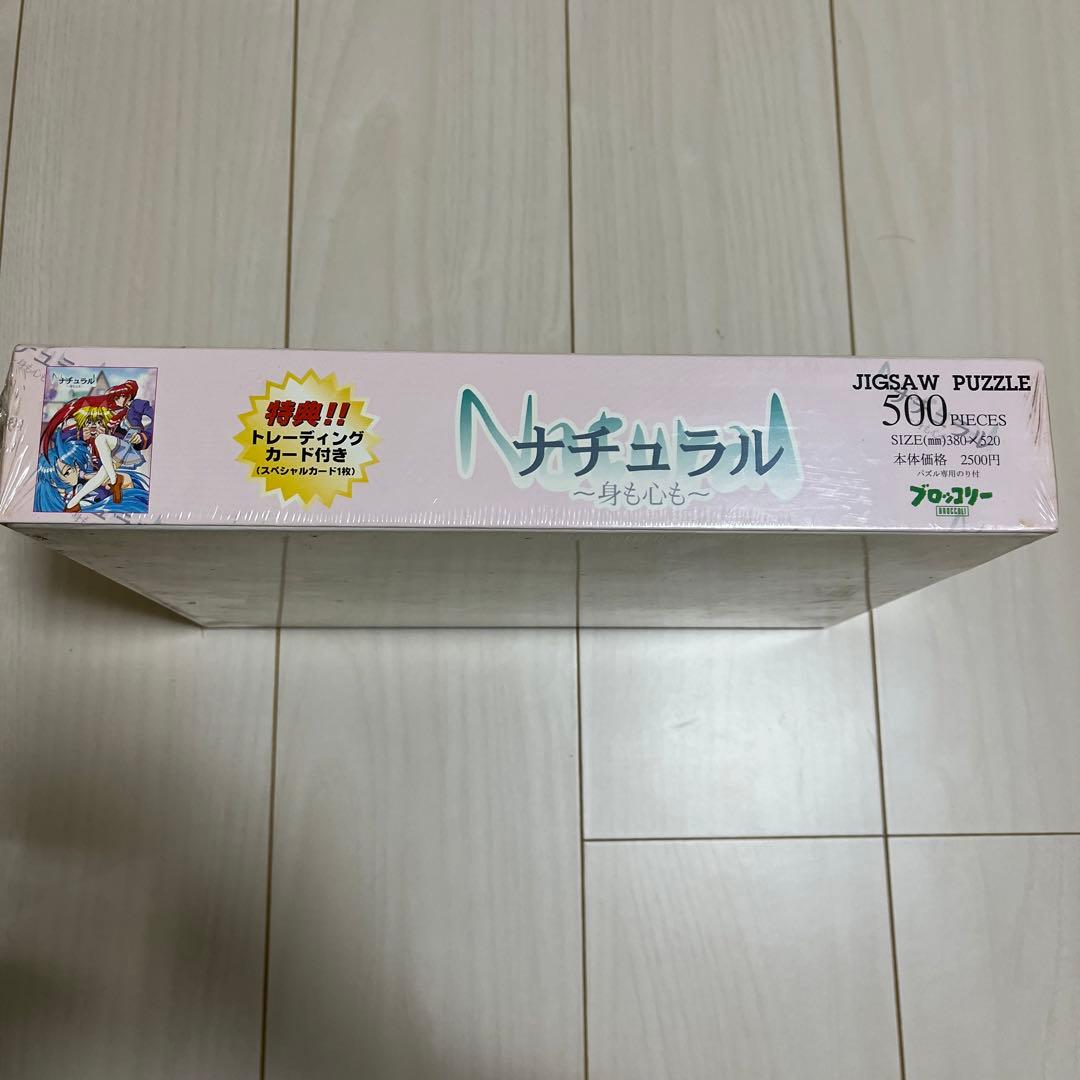 ナチュラル
特典!!
トレーディング
カード付き
(スペシャルカード1枚)
Natural
ナチュラル
～身も心も～
JIGSAW PUZZLE
500 PIECES
SIZE(mm)380×520
本体価格 2500円
パズル専用のり付
ブロッコリー
BROCCOLI